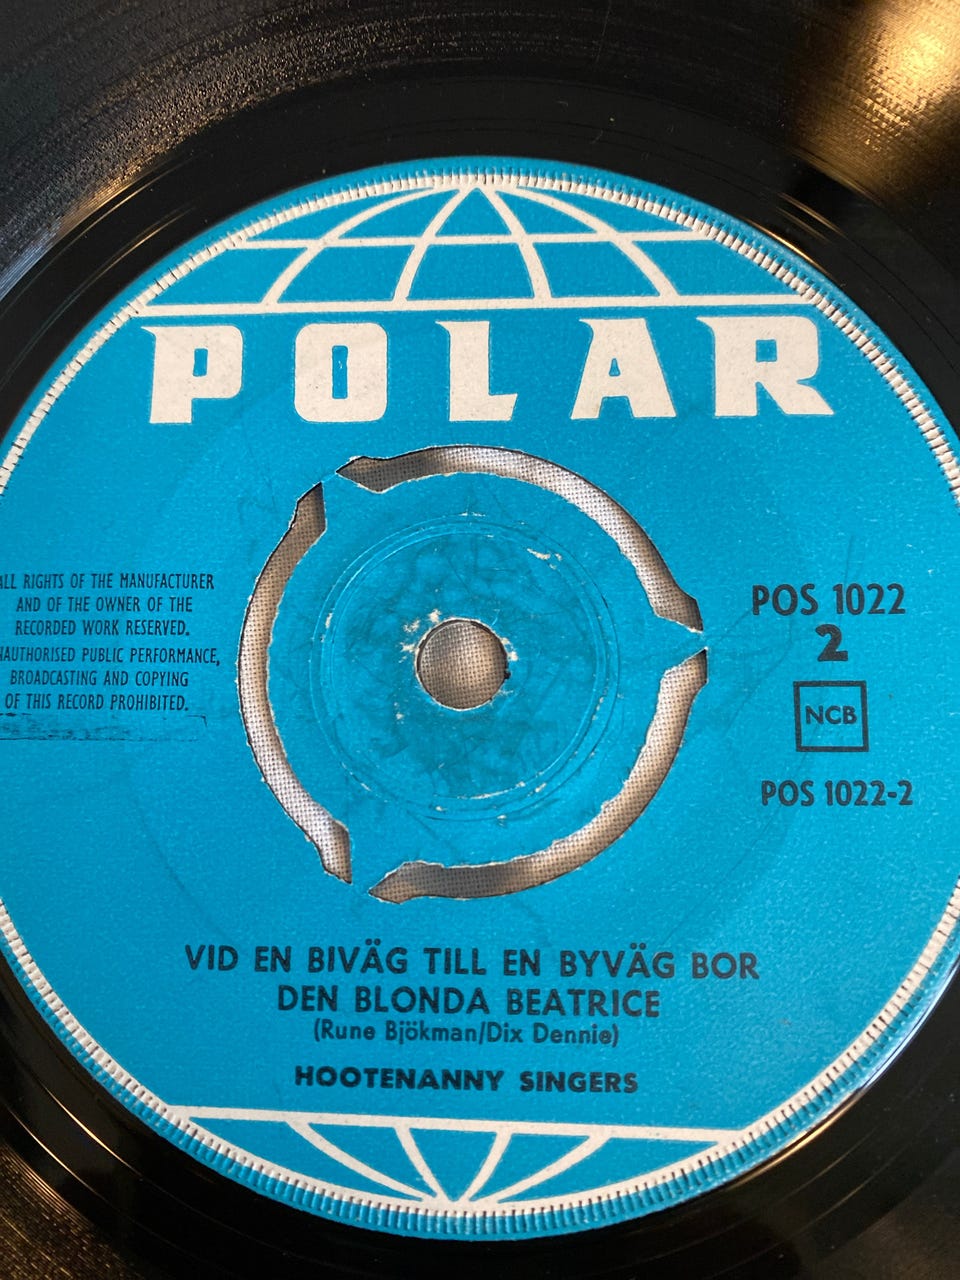 POLAR
ALL RIGHTS OF THE MANUFACTURER
AND OF THE OWNER OF THE
RECORDED WORK RESERVED.
UNAUTHORISED PUBLIC PERFORMANCE,
BROADCASTING AND COPYING
OF THIS RECORD PROHIBITED.
POS 1022
2
NCB
POS 1022-2
VID EN BIVÄG TILL EN BYVÄG BOR
DEN BLONDA BEATRICE
(Rune Bjökman/Dix Dennie)
HOOTENANNY SINGERS